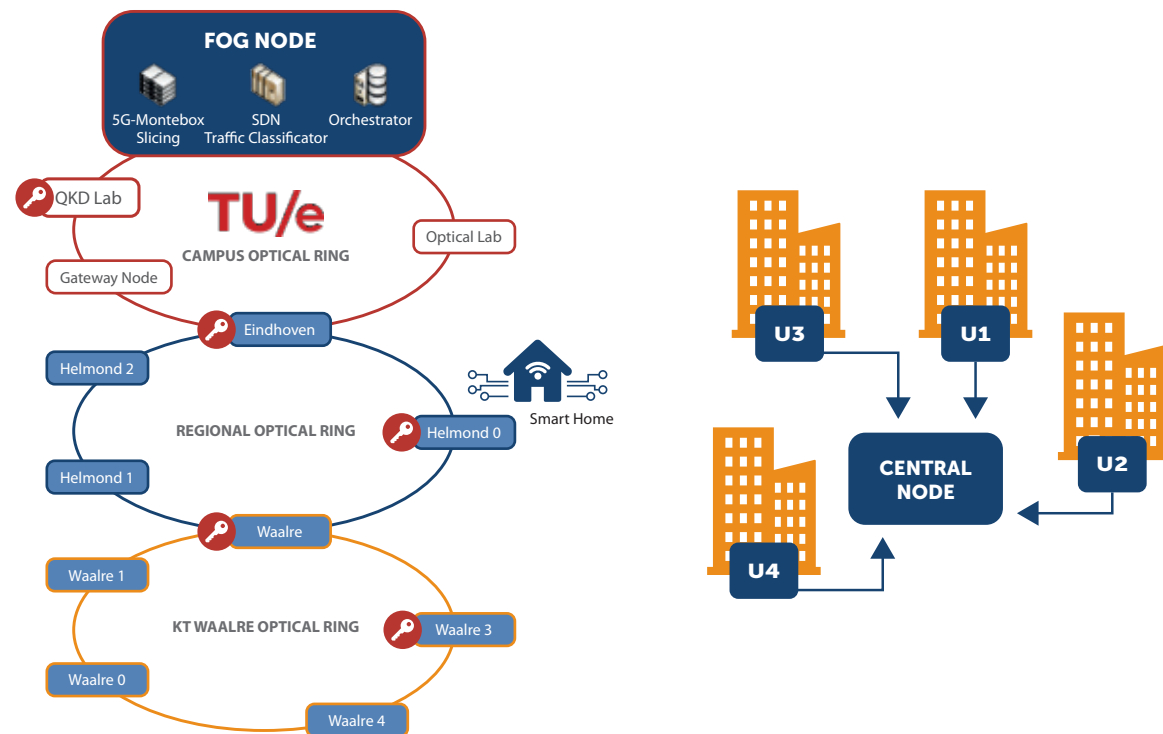 FOG NODE
5G-Montebox
Slicing
SDN
Traffic Classificator
Orchestrator
QKD Lab
TU/e
CAMPUS OPTICAL RING
Optical Lab
Gateway Node
Eindhoven
Helmond 2
Smart Home
REGIONAL OPTICAL RING
Helmond 0
Helmond 1
Waalre
Waalre 1
KT WAALRE OPTICAL RING
Waalre 3
Waalre 0
Waalre 4
U3
U1
U2
CENTRAL
NODE
U4